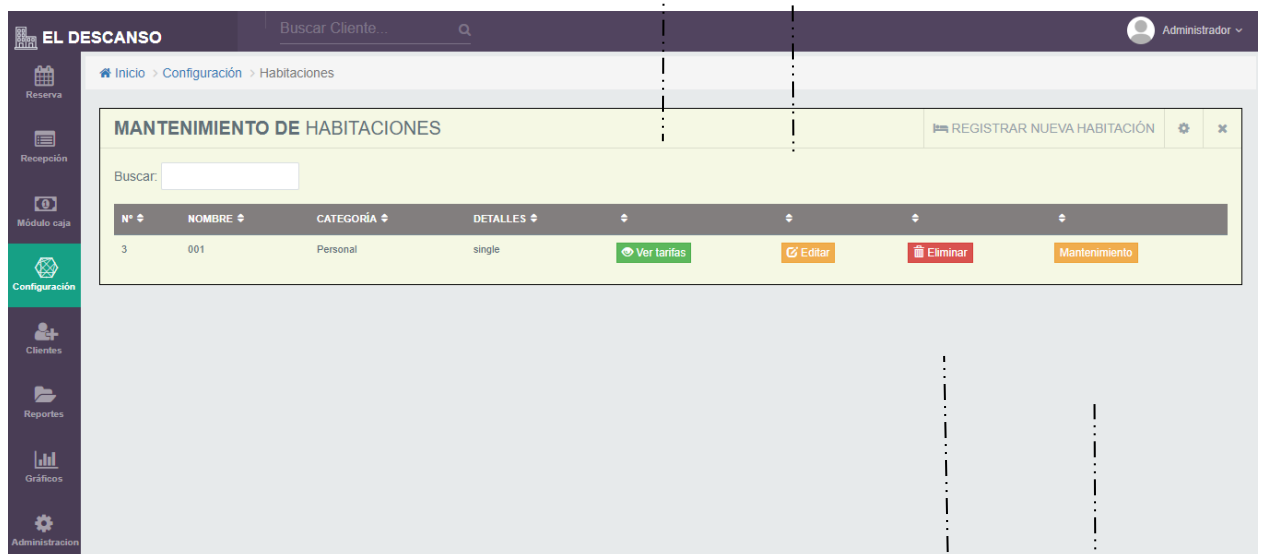 EL DESCANSO
Buscar Cliente...
Administrador
Reserva
Recepción
Módulo caja
Configuración
Clientes
Reportes
Gráficos
Administracion
Inicio > Configuración > Habitaciones
MANTENIMIENTO DE HABITACIONES
REGISTRAR NUEVA HABITACIÓN
Buscar:
N° NOMBRE CATEGORÍA DETALLES
3 001 Personal single Ver tarifas Editar Eliminar Mantenimiento